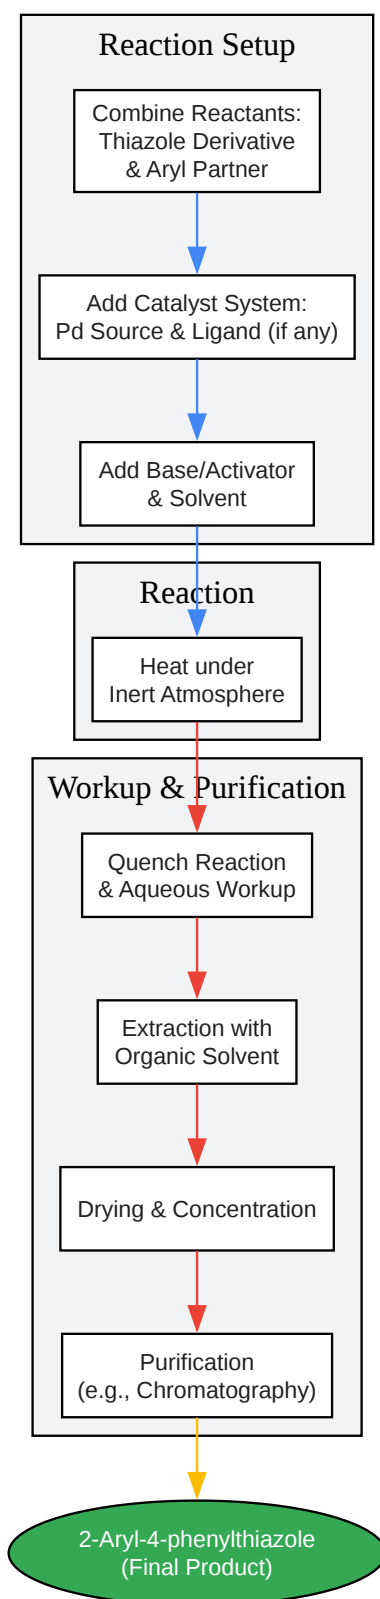 Reaction Setup
Combine Reactants:
Thiazole Derivative
& Aryl Partner
Add Catalyst System:
Pd Source & Ligand (if any)
Add Base/Activator
& Solvent
Reaction
Heat under
Inert Atmosphere
Workup & Purification
Quench Reaction
& Aqueous Workup
Extraction with
Organic Solvent
Drying & Concentration
Purification
(e.g., Chromatography)
2-Aryl-4-phenylthiazole
(Final Product)